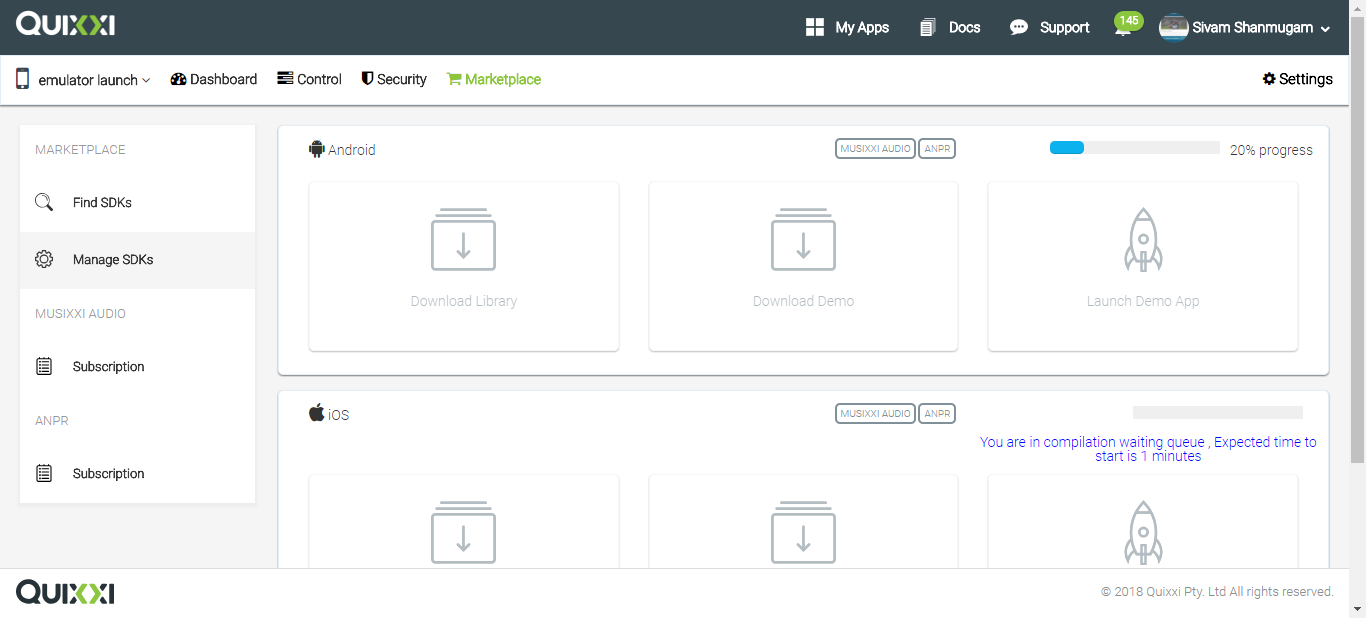 QUIXXI
My Apps
Docs
Support
145
Sivam Shanmugam
emulator launch
Dashboard
Control
Security
Marketplace
Settings
MARKETPLACE
Find SDKs
Manage SDKs
MUSIXXI AUDIO
Subscription
ANPR
Subscription
Android
MUSIXXI AUDIO
ANPR
20% progress
Download Library
Download Demo
Launch Demo App
iOS
MUSIXXI AUDIO
ANPR
You are in compilation waiting queue , Expected time to
start is 1 minutes
QUIXXI
© 2018 Quixxi Pty. Ltd All rights reserved.